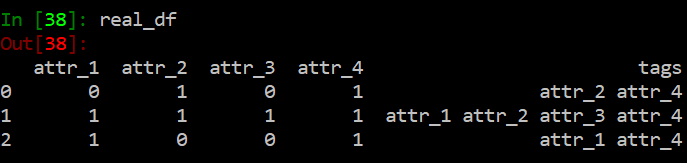 In [38]: real_df
Out[38]:
attr_1 attr_2 attr_3 attr_4 tags
0 0 1 0 1 attr_2 attr_4
1 1 1 1 1 attr_1 attr_2 attr_3 attr_4
2 1 0 0 1 attr_1 attr_4